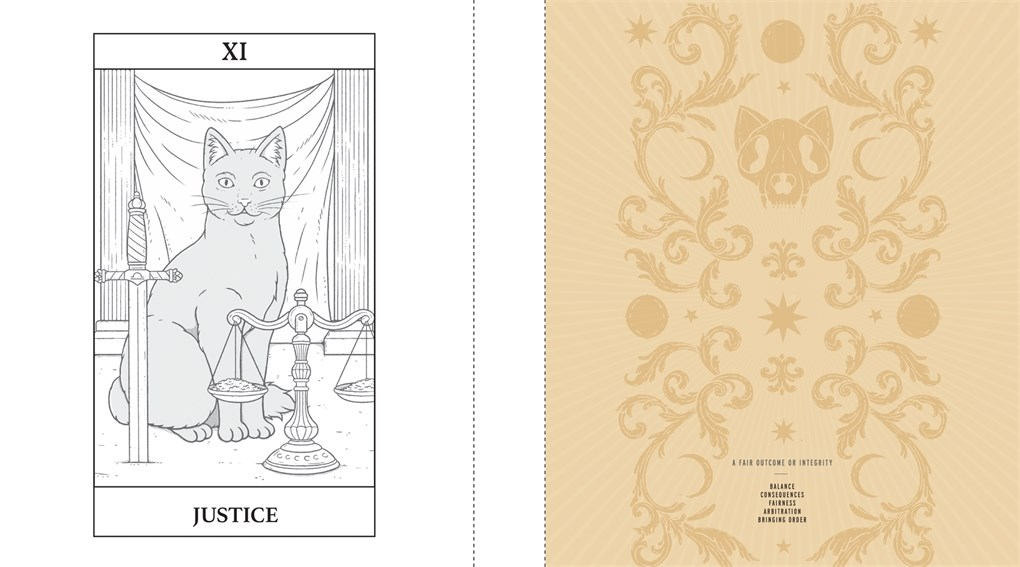 XI
JUSTICE
A FAIR OUTCOME OR INTEGRITY
BALANCE
CONSEQUENCES
FAIRNESS
ARBITRATION
BRINGING ORDER